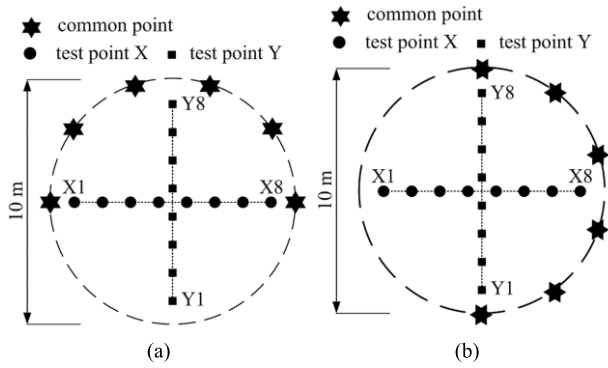 common point
test point X test point Y
Y8
X1 X8
10 m
Y1
(a)
common point
test point X test point Y
Y8
X1 X8
10 m
Y1
(b)